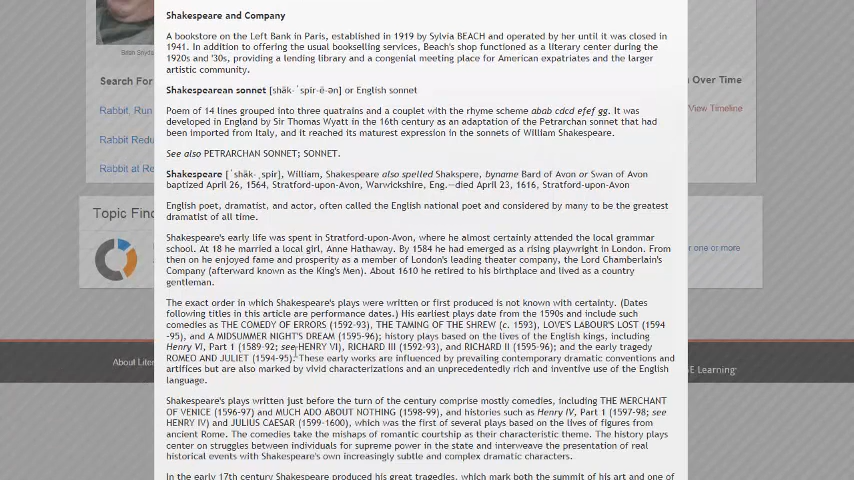 Shakespeare and Company
A bookstore on the Left Bank in Paris, established in 1919 by Sylvia BEACH and operated by her until it was closed in
1941. In addition to offering the usual bookselling services, Beach's shop functioned as a literary center during the
1920s and '30s, providing a lending library and a congenial meeting place for American expatriates and the larger
artistic community.
Shakespearean sonnet [shāk-ˈspir-ē-ən] or English sonnet
Poem of 14 lines grouped into three quatrains and a couplet with the rhyme scheme abab cdcd efef gg. It was
developed in England by Sir Thomas Wyatt in the 16th century as an adaptation of the Petrarchan sonnet that had
been imported from Italy, and it reached its maturest expression in the sonnets of William Shakespeare.
See also PETRARCHAN SONNET; SONNET.
Shakespeare [ˈshāk-ˌspir], William, Shakespeare also spelled Shakspere, byname Bard of Avon or Swan of Avon
baptized April 26, 1564, Stratford-upon-Avon, Warwickshire, Eng.—died April 23, 1616, Stratford-upon-Avon
English poet, dramatist, and actor, often called the English national poet and considered by many to be the greatest
dramatist of all time.
Shakespeare's early life was spent in Stratford-upon-Avon, where he almost certainly attended the local grammar
school. At 18 he married a local girl, Anne Hathaway. By 1584 he had emerged as a rising playwright in London. From
then on he enjoyed fame and prosperity as a member of London's leading theater company, the Lord Chamberlain's
Company (afterward known as the King's Men). About 1610 he retired to his birthplace and lived as a country
gentleman.
The exact order in which Shakespeare's plays were written or first produced is not known with certainty. (Dates
following titles in this article are performance dates.) His earliest plays date from the 1590s and include such
comedies as THE COMEDY OF ERRORS (1592-93), THE TAMING OF THE SHREW (c. 1593), LOVE'S LABOUR'S LOST (1594
-95), and A MIDSUMMER NIGHT'S DREAM (1595-96); history plays based on the lives of the English kings, including
Henry VI, Part 1 (1589-92; see HENRY VI), RICHARD III (1592-93), and RICHARD II (1595-96); and the early tragedy
ROMEO AND JULIET (1594-95). These early works are influenced by prevailing contemporary dramatic conventions and
artifices but are also marked by vivid characterizations and an unprecedentedly rich and inventive use of the English
language.
Shakespeare's plays written just before the turn of the century comprise mostly comedies, including THE MERCHANT
OF VENICE (1596-97) and MUCH ADO ABOUT NOTHING (1598-99), and histories such as Henry IV, Part 1 (1597-98; see
HENRY IV) and JULIUS CAESAR (1599-1600), which was the first of several plays based on the lives of figures from
ancient Rome. The comedies take the mishaps of romantic courtship as their characteristic theme. The history plays
center on struggles between individuals for supreme power in the state and interweave the presentation of real
historical events with Shakespeare's own increasingly subtle and complex dramatic characters.
In the early 17th century Shakespeare produced his great tragedies, which mark both the summit of his art and one of
Search For
Rabbit, Run
Rabbit Redu
Rabbit at Re
Topic Find
About Liter
Over Time
View Timeline
or one or more
Learning